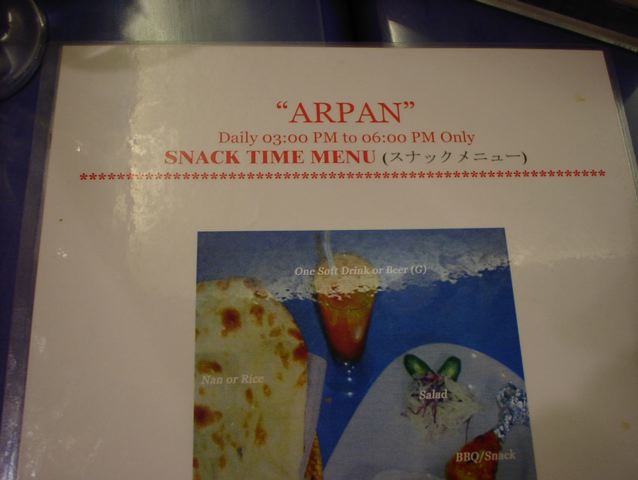 “ARPAN”
Daily 03:00 PM to 06:00 PM Only
SNACK TIME MENU (スナックメニュー)
*****************************************************************
One Soft Drink or Beer (G)
Nan or Rice
Salad
BBQ/Snack